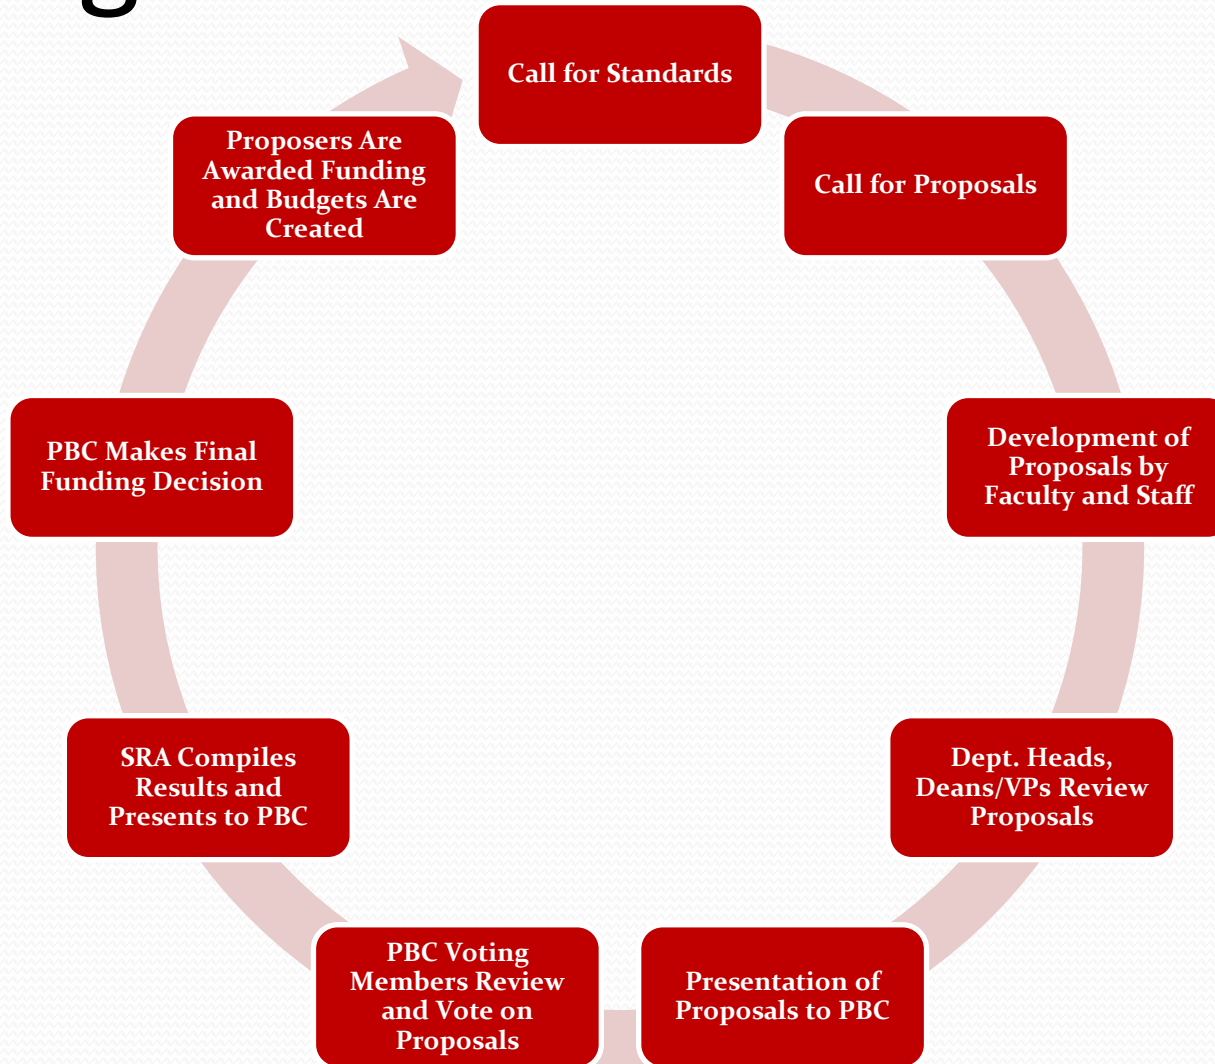 Call for Standards
Call for Proposals
Development of
Proposals by
Faculty and Staff
Dept. Heads,
Deans/VPs Review
Proposals
Presentation of
Proposals to PBC
PBC Voting
Members Review
and Vote on
Proposals
SRA Compiles
Results and
Presents to PBC
PBC Makes Final
Funding Decision
Proposers Are
Awarded Funding
and Budgets Are
Created